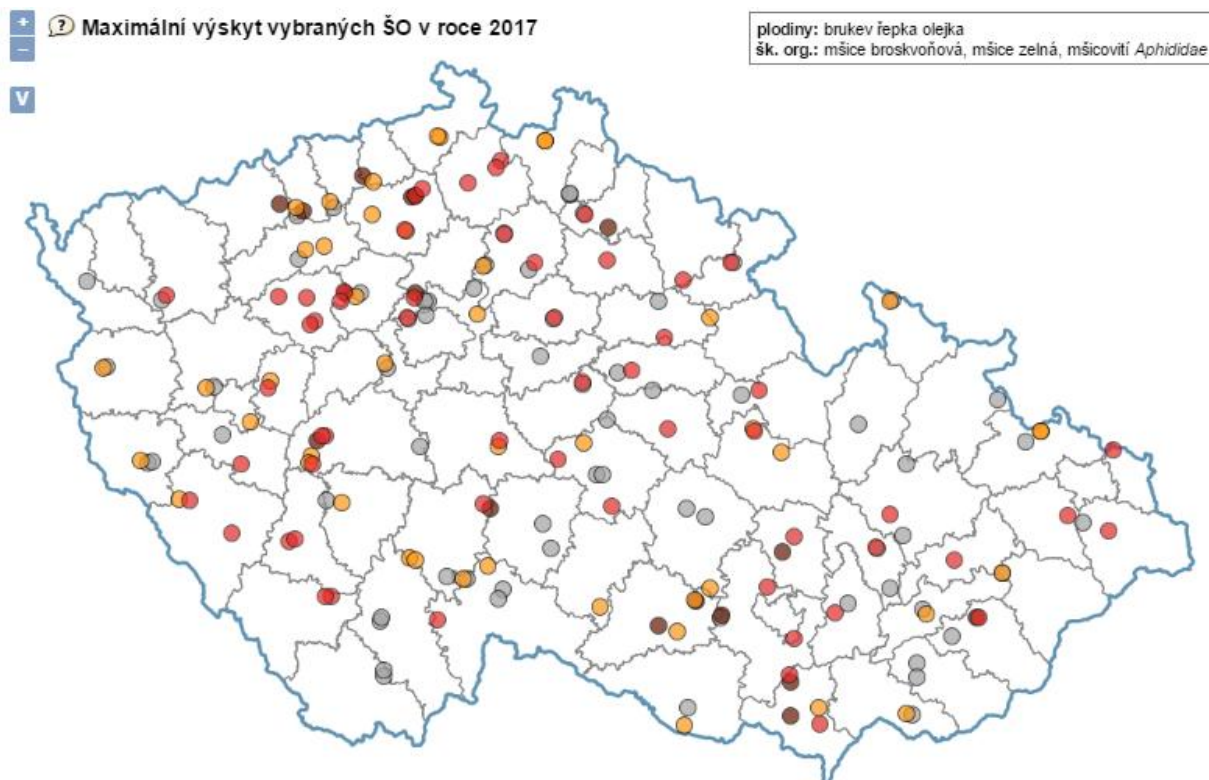 +
? Maximální výskyt vybraných ŠO v roce 2017
–
V
plodiny: brukev řepka olejka
šk. org.: mšice broskvoňová, mšice zelná, mšicovití Aphididae